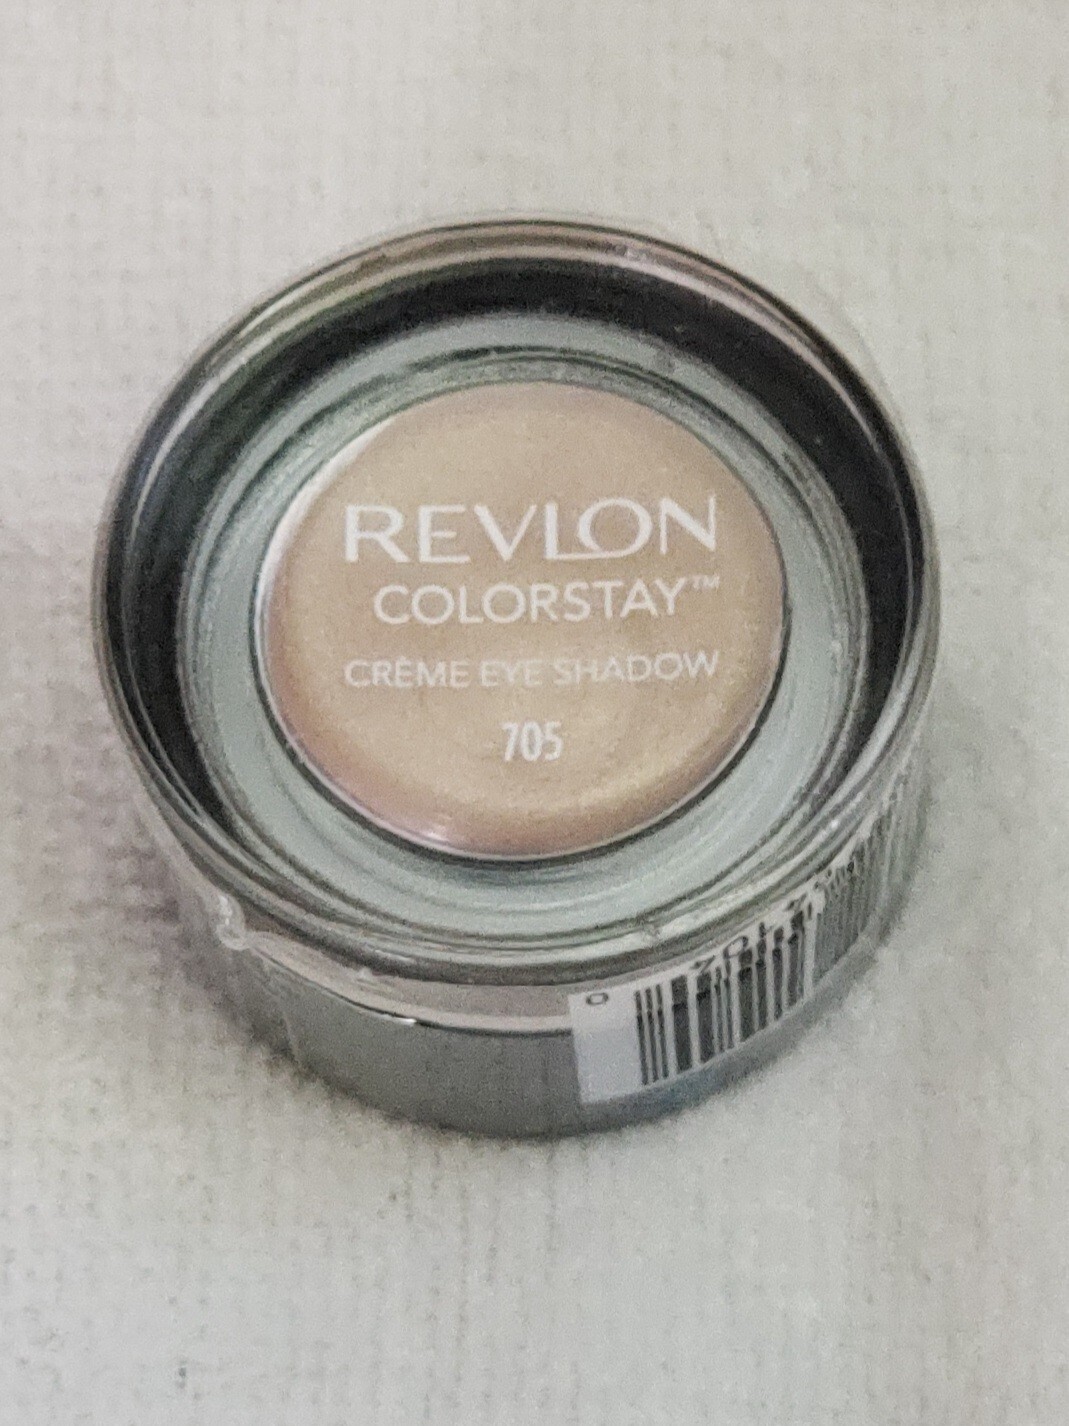 REVLON
COLORSTAY™
CRÈME EYE SHADOW
705